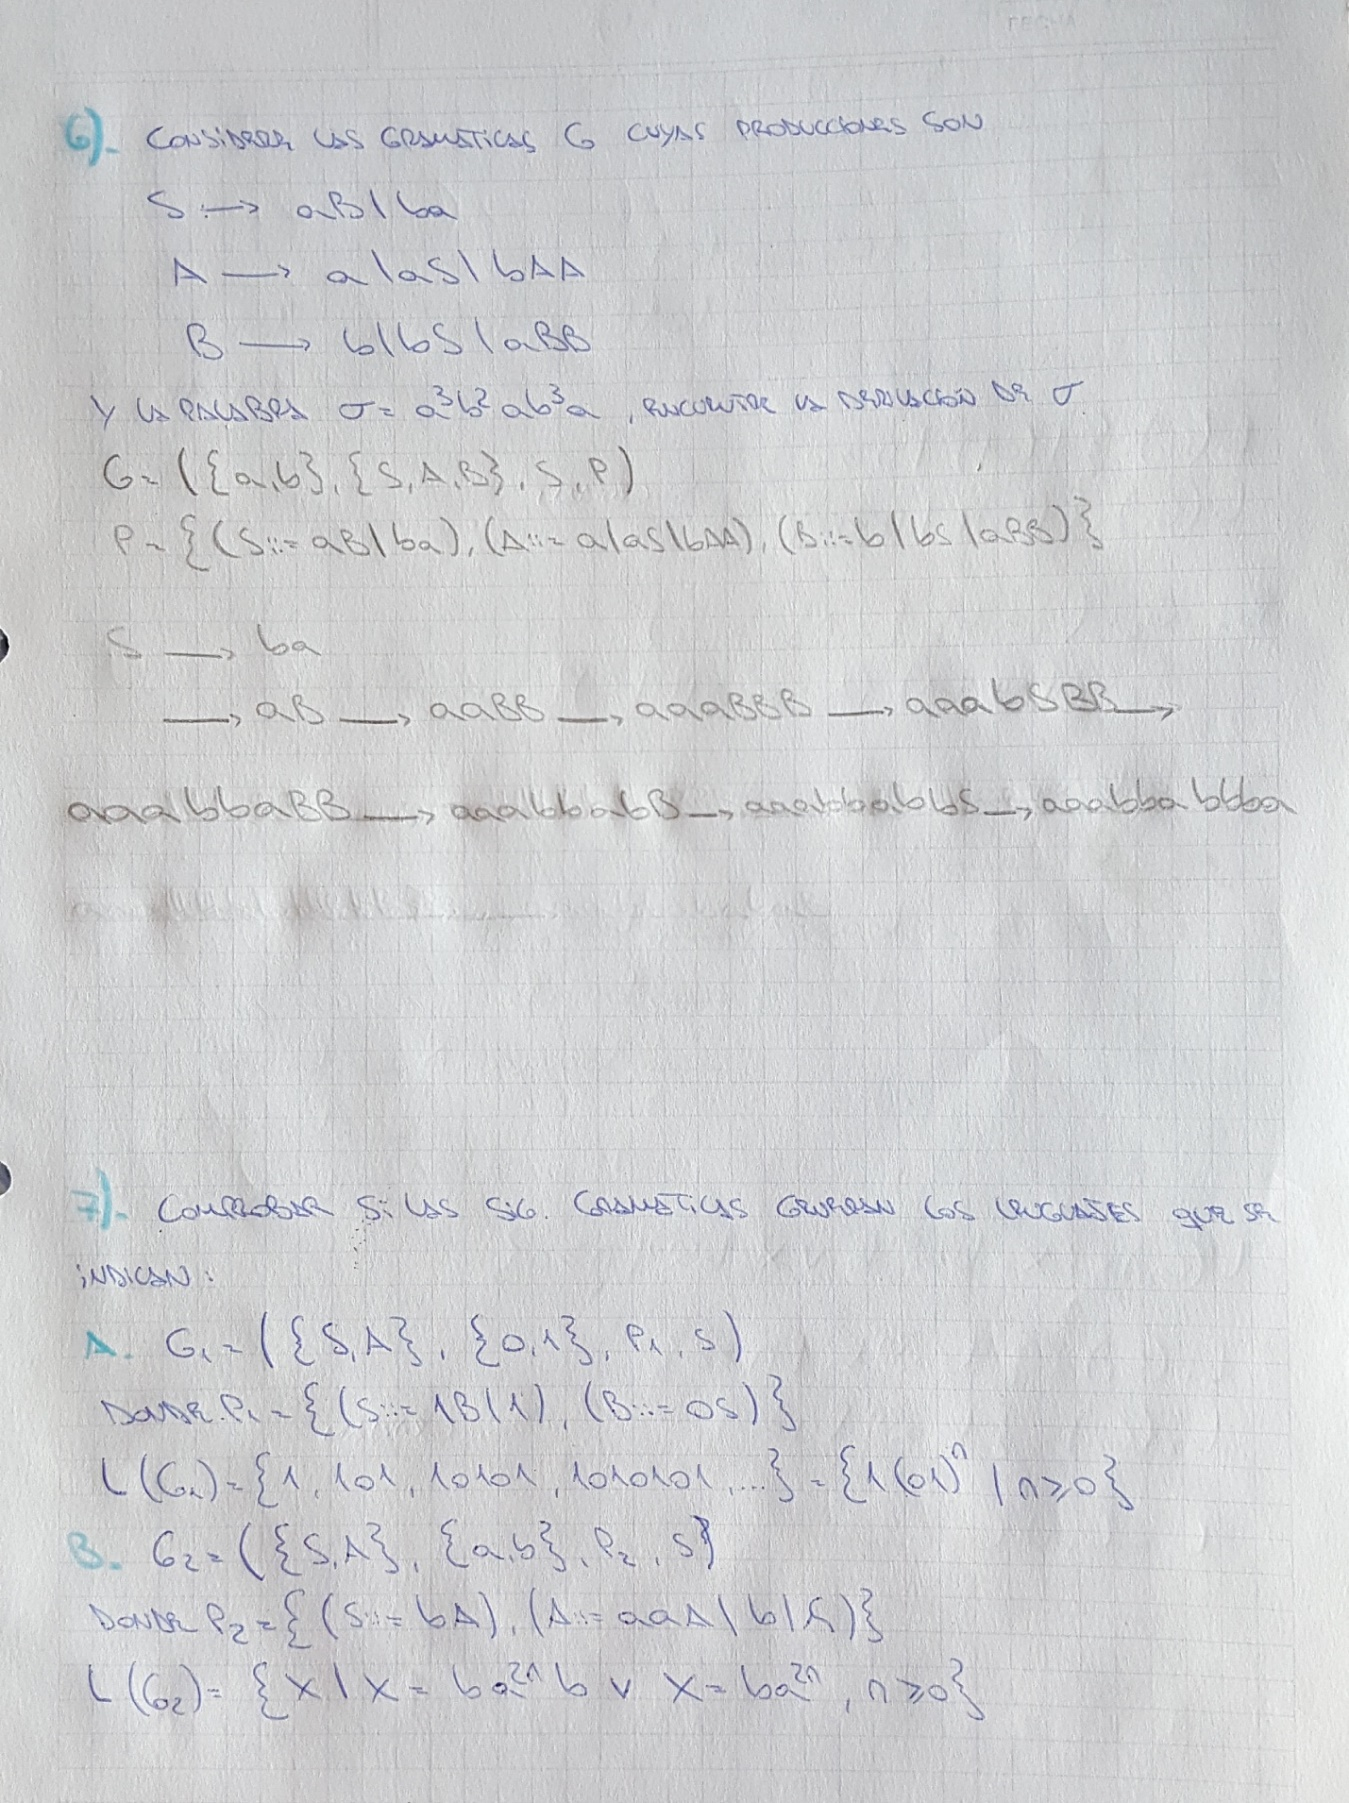 6).- CONSIDERAR LAS GRAMÁTICAS G CUYAS PRODUCCIONES SON
S → aB|ba
A → a|aS|bAA
B → b|bS|aBB
Y LA PALABRA σ= a³b²ab³a, ENCUENTRE LA DERIVACIÓN DE σ.
G= ({a,b}, {S,A,B}, S, P)
P= {(S::= aB|ba), (A::= a|aS|bAA), (B::= b|bS|aBB)}
S → ba
→ aB → aaBB → aaaBBB → aaabSBB →
aaabbaBB → aaabbabB → aaabbabbS → aaabbabbba
7).- COMPROBAR Si LAS SIG. GRAMÁTICAS GENERAN LOS LENGUAJES QUE SE
iNDICAN:
A. G₁= ({S,A}, {0,1}, P₁, S)
DONDE P₁= {(S::= 1B|1), (B::= 0S)}
L(G₁)= {1, 101, 10101, 1010101, ...} = {1(01)ⁿ | n≥0}
B. G₂= ({S,A}, {a,b}, P₂, S)
DONDE P₂= {(S::= bA), (A::= aaA|b|λ)}
L(G₂)= {X|X= ba²ⁿb v X= ba²ⁿ, n≥0}